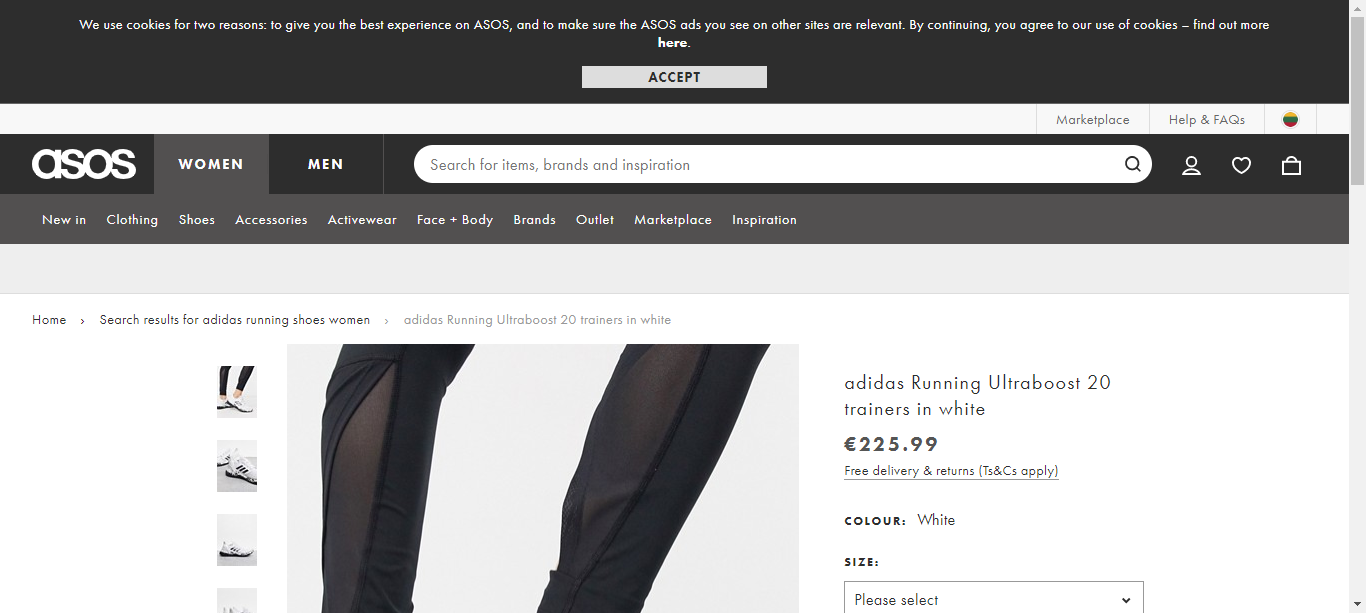 We use cookies for two reasons: to give you the best experience on ASOS, and to make sure the ASOS ads you see on other sites are relevant. By continuing, you agree to our use of cookies – find out more
here.
ACCEPT
Marketplace
Help & FAQs
asos
WOMEN
MEN
Search for items, brands and inspiration
New in
Clothing
Shoes
Accessories
Activewear
Face + Body
Brands
Outlet
Marketplace
Inspiration
Home › Search results for adidas running shoes women › adidas Running Ultraboost 20 trainers in white
adidas Running Ultraboost 20
trainers in white
€225.99
Free delivery & returns (Ts&Cs apply)
COLOUR: White
SIZE:
Please select